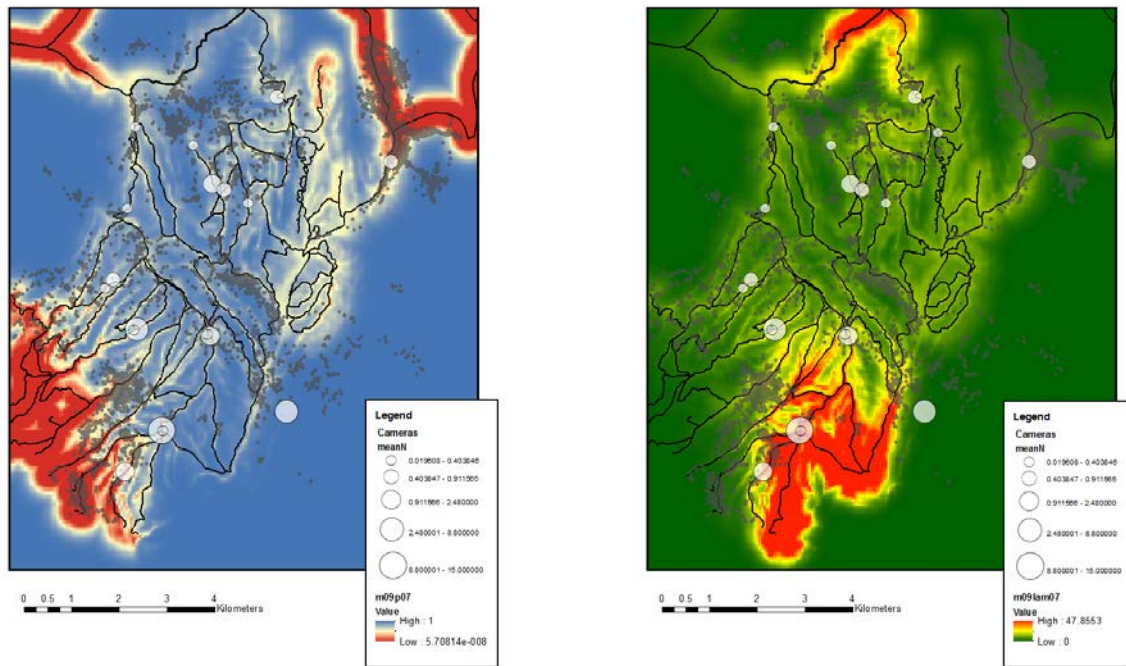 Legend
Cameras
meanN
0.019608 - 0.403846
0.403847 - 0.911565
0.911566 - 2.480000
2.480001 - 8.800000
8.800001 - 15.000000
m09p07
Value
High : 1
Low : 5.70814e-008
0 0.5 1 2 3 4
Kilometers
Legend
Cameras
meanN
0.019608 - 0.403846
0.403847 - 0.911565
0.911566 - 2.480000
2.480001 - 8.800000
8.800001 - 15.000000
m09lam07
Value
High : 47.8553
Low : 0
0 0.5 1 2 3 4
Kilometers